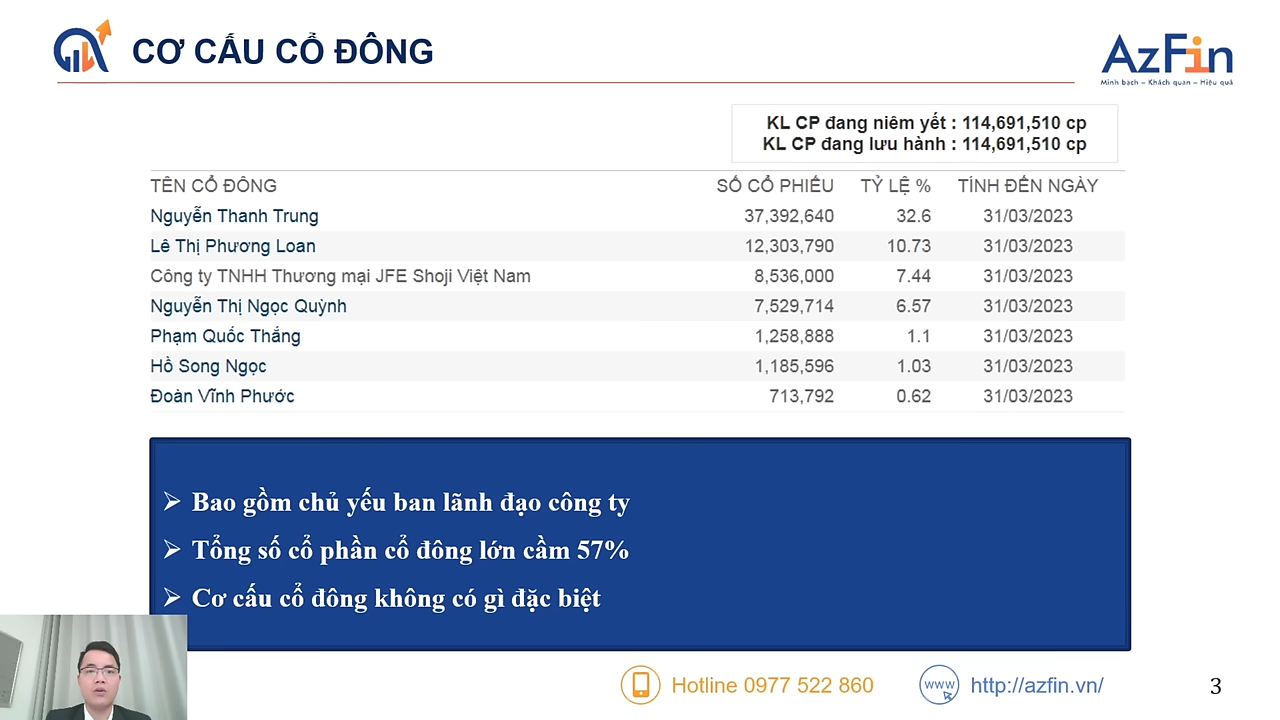 CƠ CẤU CỔ ĐÔNG
AzFin
Minh bạch – Khách quan – Hiệu quả
KL CP đang niêm yết : 114,691,510 cp
KL CP đang lưu hành : 114,691,510 cp
TÊN CỔ ĐÔNG SỐ CỔ PHIẾU TỶ LỆ % TÍNH ĐẾN NGÀY
Nguyễn Thanh Trung 37,392,640 32.6 31/03/2023
Lê Thị Phương Loan 12,303,790 10.73 31/03/2023
Công ty TNHH Thương mại JFE Shoji Việt Nam 8,536,000 7.44 31/03/2023
Nguyễn Thị Ngọc Quỳnh 7,529,714 6.57 31/03/2023
Phạm Quốc Thắng 1,258,888 1.1 31/03/2023
Hồ Song Ngọc 1,185,596 1.03 31/03/2023
Đoàn Vĩnh Phước 713,792 0.62 31/03/2023
➢ Bao gồm chủ yếu ban lãnh đạo công ty
➢ Tổng số cổ phần cổ đông lớn cầm 57%
➢ Cơ cấu cổ đông không có gì đặc biệt
Hotline 0977 522 860
www
http://azfin.vn/
3